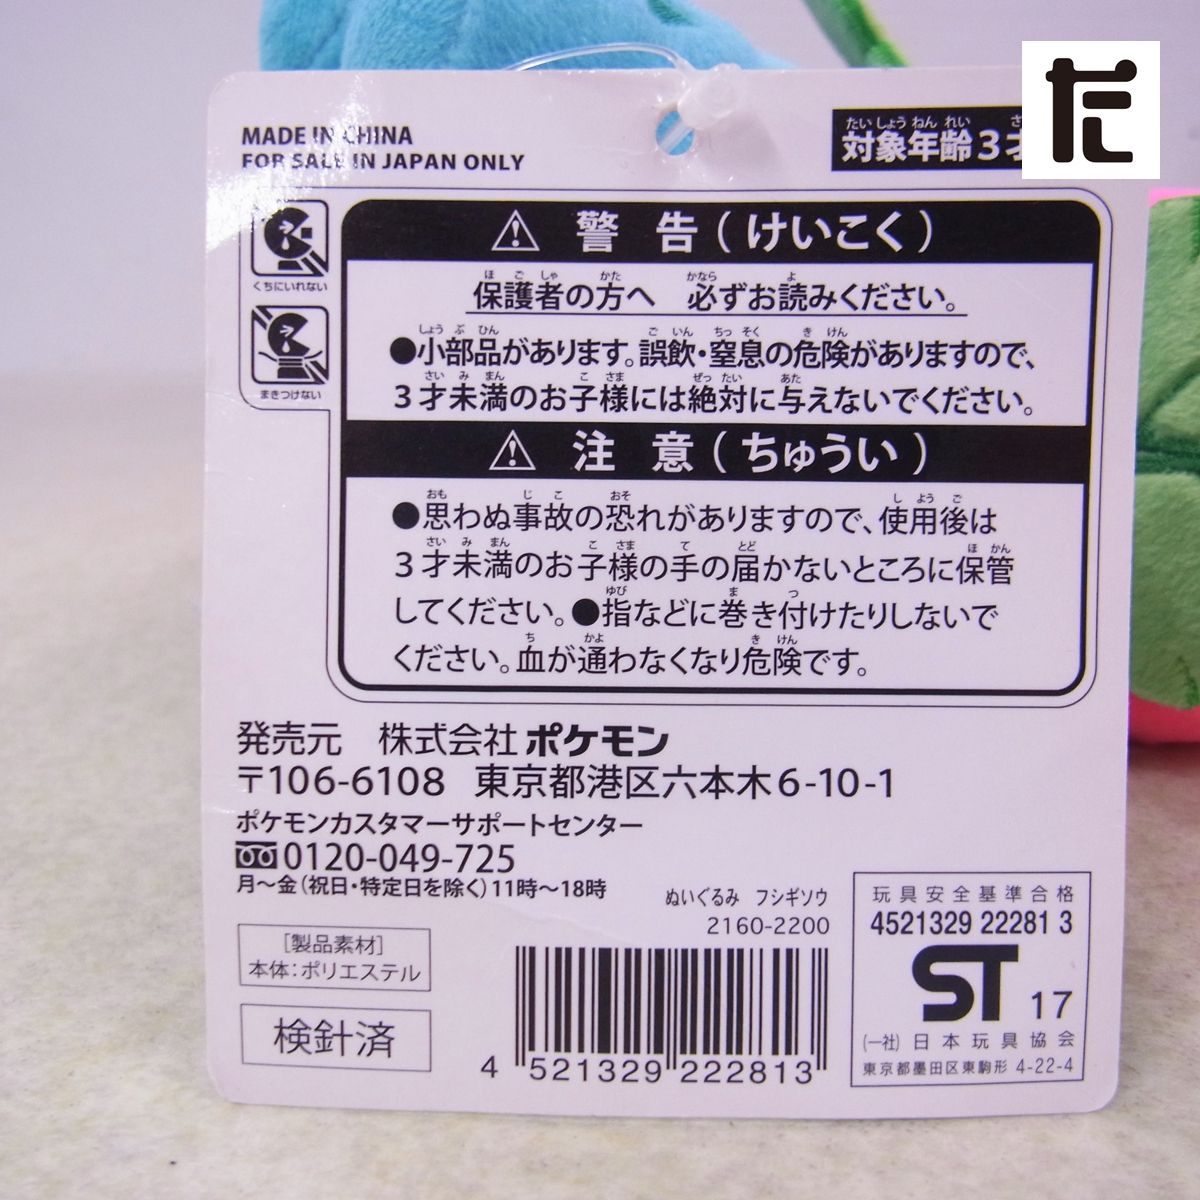 MADE IN CHINA
FOR SALE IN JAPAN ONLY
たい しょう ねん れい さ
対象年齢3才
くちにいれない
まきつけない
警 告 ( けいこく )
ほ ご しゃ かた かなら よ
保護者の方へ 必ずお読みください。
しょう ぶ ひん ご いん ちっ そく き けん
●小部品があります。誤飲・窒息の危険がありますので、
さい み まん こ さま ぜっ たい あた
3才未満のお子様には絶対に与えないでください。
注 意 ( ちゅうい )
おも じ こ おそ し よう ご
●思わぬ事故の恐れがありますので、使用後は
さい み まん こ さま て とど ほ かん
3才未満のお子様の手の届かないところに保管
ゆび ま つ
してください。●指などに巻き付けたりしないで
ち かよ き けん
ください。血が通わなくなり危険です。
発売元 株式会社 ポケモン
〒106-6108 東京都港区六本木6-10-1
ポケモンカスタマーサポートセンター
0120-049-725
月〜金(祝日・特定日を除く)11時〜18時
ぬいぐるみ フシギソウ
2160-2200
[製品素材]
本体：ポリエステル
検針済
4 521329 222813
玩具安全基準合格
4521329 22281 3
ST 17
(一社) 日本玩具協会
東京都墨田区東駒形 4-22-4